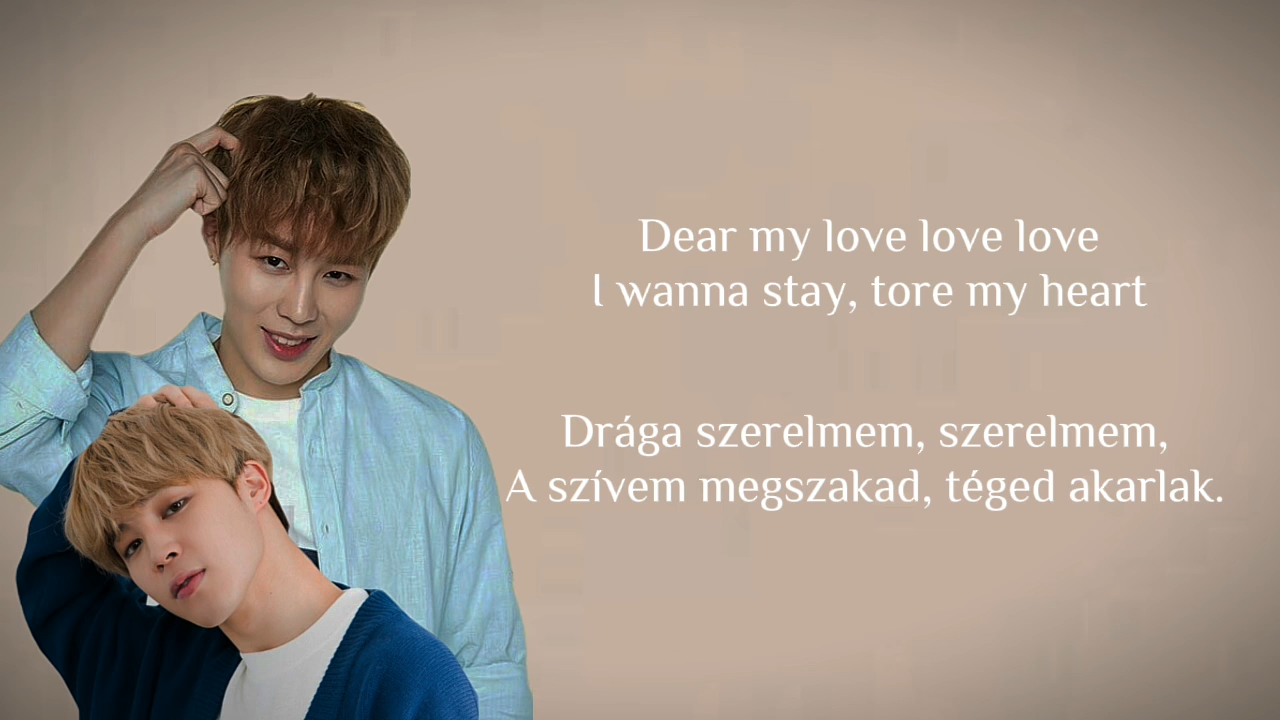 Dear my love love love
I wanna stay, tore my heart
Drága szerelmem, szerelmem,
A szívem megszakad, téged akarlak.